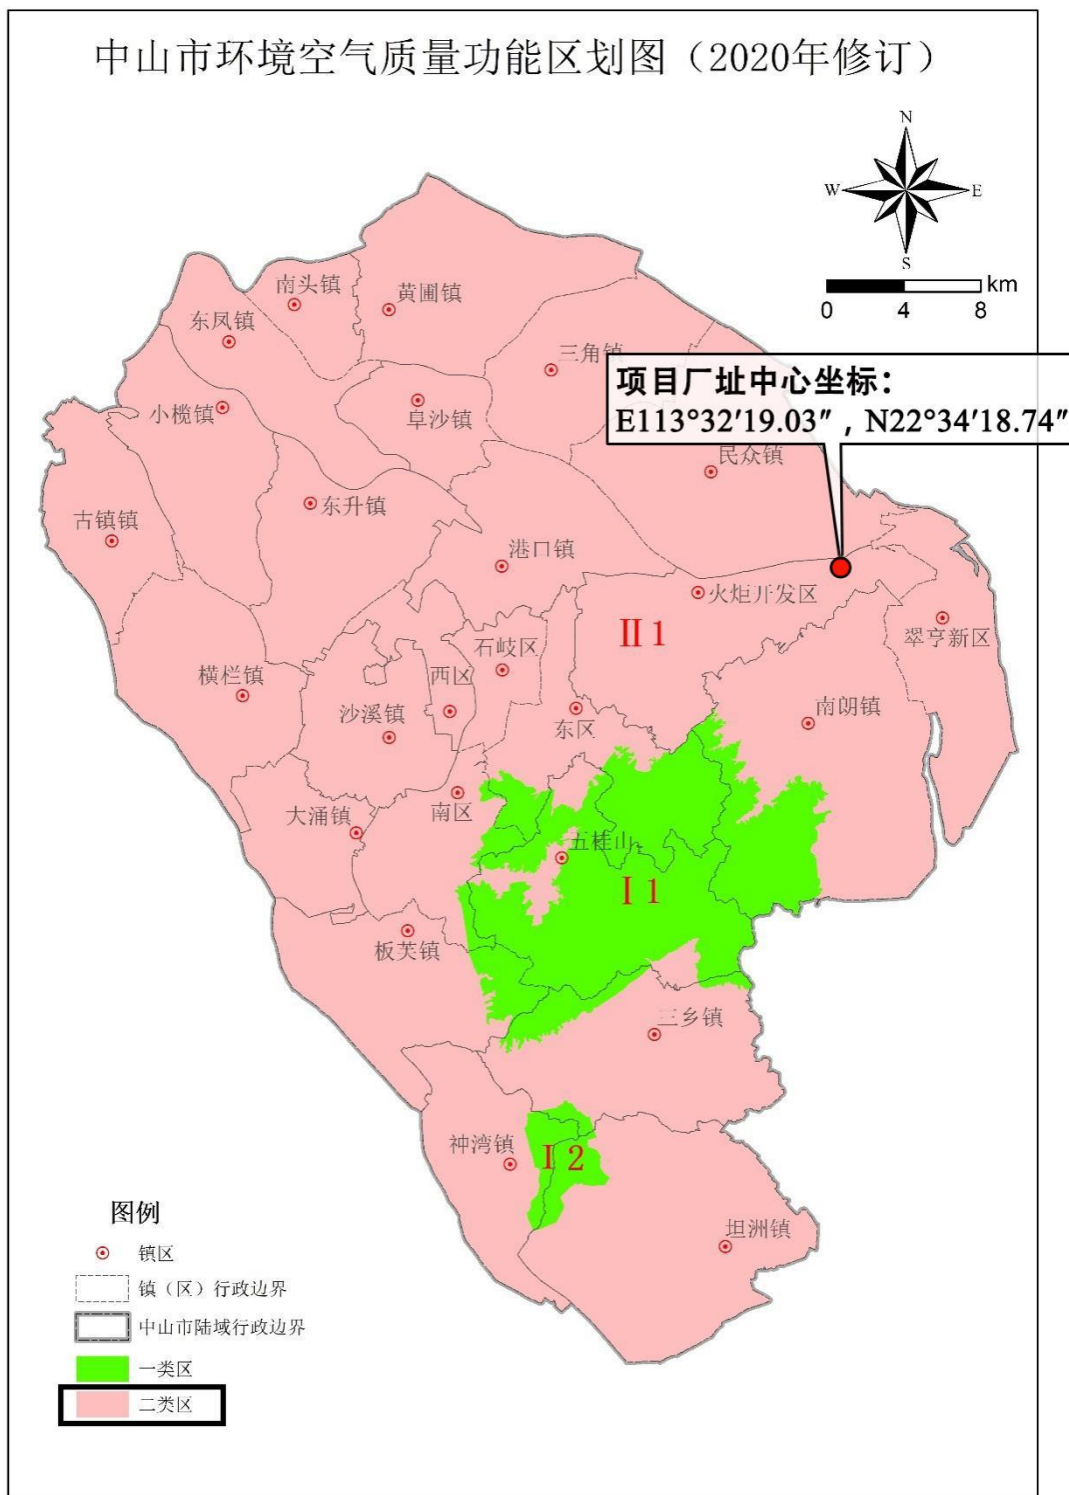 中山市环境空气质量功能区划图（2020年修订）
N
W
E
S
km
0 4 8
南头镇
黄圃镇
东凤镇
三角镇
项目厂址中心坐标：
E113°32′19.03″，N22°34′18.74″
小榄镇
阜沙镇
民众镇
东升镇
古镇镇
港口镇
火炬开发区
Ⅱ1
翠亨新区
石岐区
横栏镇
西区
沙溪镇
东区
南朗镇
南区
大涌镇
五桂山
Ⅰ1
板芙镇
三乡镇
神湾镇
Ⅰ2
坦洲镇
图例
镇区
镇（区）行政边界
中山市陆域行政边界
一类区
二类区